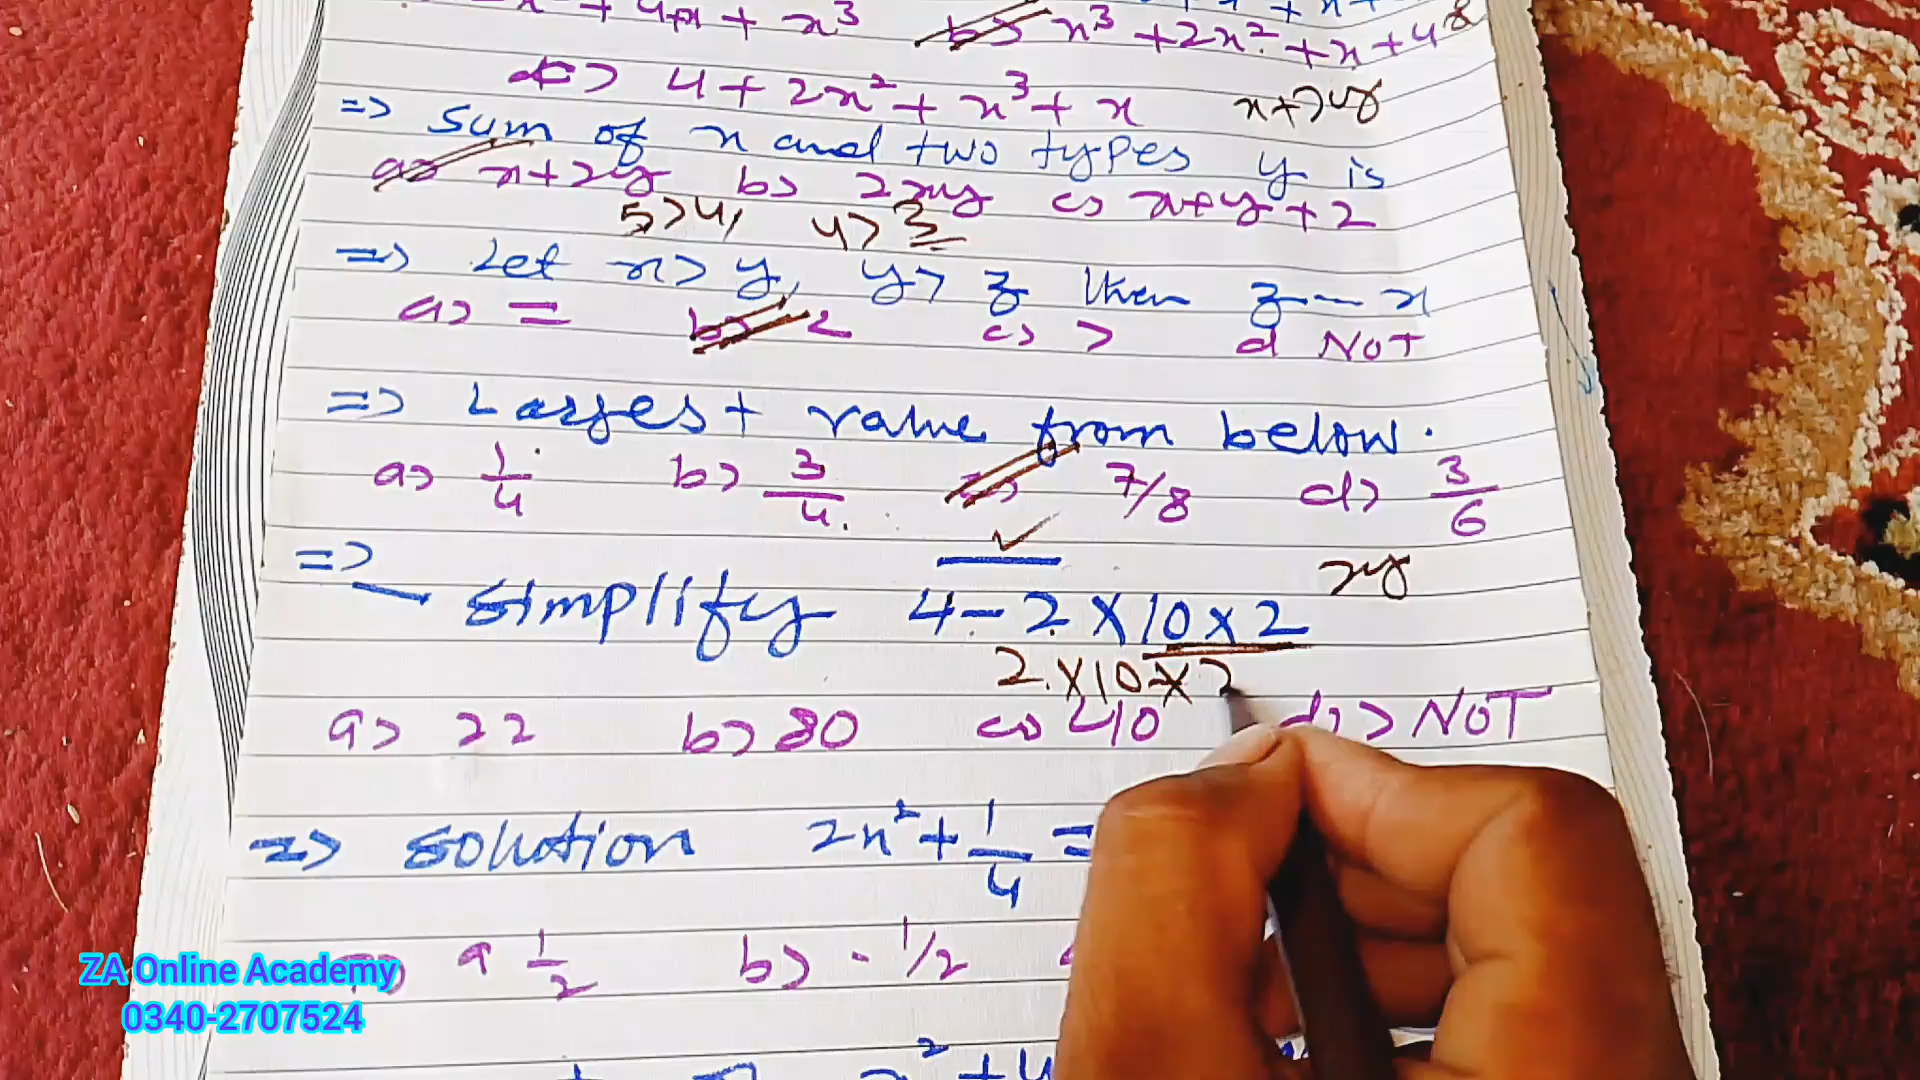 + 4x + x³ b> x³ + 2x² + x + 4
c> 4 + 2x² + x³ + x x+2y
=> Sum of x and two types y is
a> x+2y b> 2xy c> x+y+2
5>4, 4>3
=> Let x > y, y > z then z — x
a> = b> < c> > d NOT
=> Largest value from below.
a> 1/4 b> 3/4 c> 7/8 d> 3/6
=> simplify 4-2×10×2 xy
2×10×2
a> 22 b> 80 c> 40 d> NOT
=> solution 2x²+1/4 =
a 1/2 b> -1/2
ZA Online Academy
0340-2707524